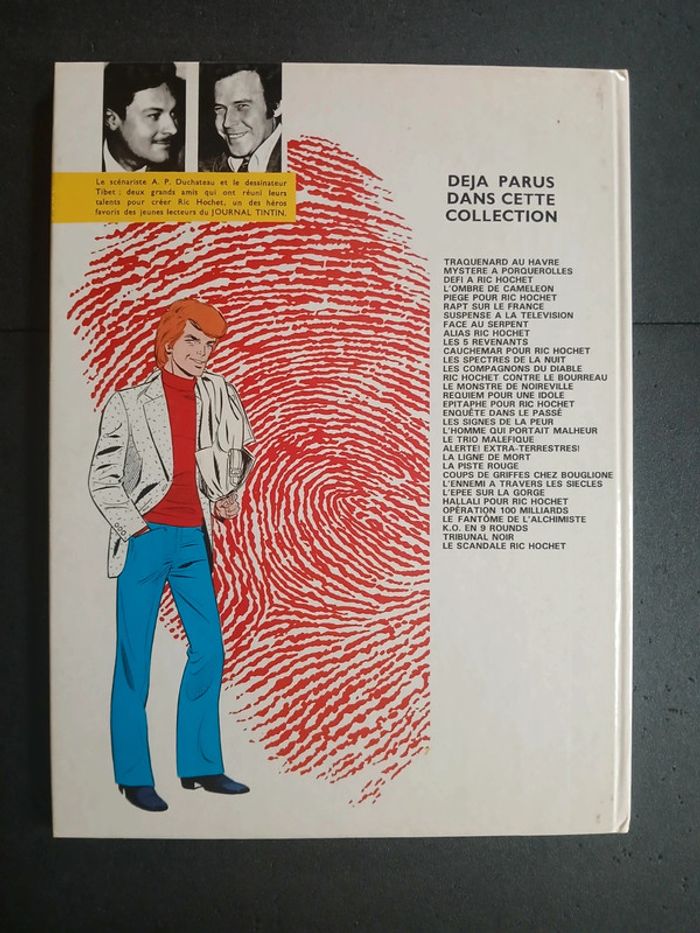 Le scénariste A. P. Duchateau et le dessinateur
Tibet ; deux grands amis qui ont réuni leurs
talents pour créer Ric Hochet, un des héros
favoris des jeunes lecteurs du JOURNAL TINTIN.
DEJA PARUS
DANS CETTE
COLLECTION
TRAQUENARD AU HAVRE
MYSTERE A PORQUEROLLES
DEFI A RIC HOCHET
L'OMBRE DE CAMELEON
PIEGE POUR RIC HOCHET
RAPT SUR LE FRANCE
SUSPENSE A LA TELEVISION
FACE AU SERPENT
ALIAS RIC HOCHET
LES 5 REVENANTS
CAUCHEMAR POUR RIC HOCHET
LES SPECTRES DE LA NUIT
LES COMPAGNONS DU DIABLE
RIC HOCHET CONTRE LE BOURREAU
LE MONSTRE DE NOIREVILLE
REQUIEM POUR UNE IDOLE
EPITAPHE POUR RIC HOCHET
ENQUÊTE DANS LE PASSÉ
LES SIGNES DE LA PEUR
L'HOMME QUI PORTAIT MALHEUR
LE TRIO MALEFIQUE
ALERTE! EXTRA-TERRESTRES!
LA LIGNE DE MORT
LA PISTE ROUGE
COUPS DE GRIFFES CHEZ BOUGLIONE
L'ENNEMI A TRAVERS LES SIECLES
L'EPEE SUR LA GORGE
HALLALI POUR RIC HOCHET
OPÉRATION 100 MILLIARDS
LE FANTÔME DE L'ALCHIMISTE
K.O. EN 9 ROUNDS
TRIBUNAL NOIR
LE SCANDALE RIC HOCHET